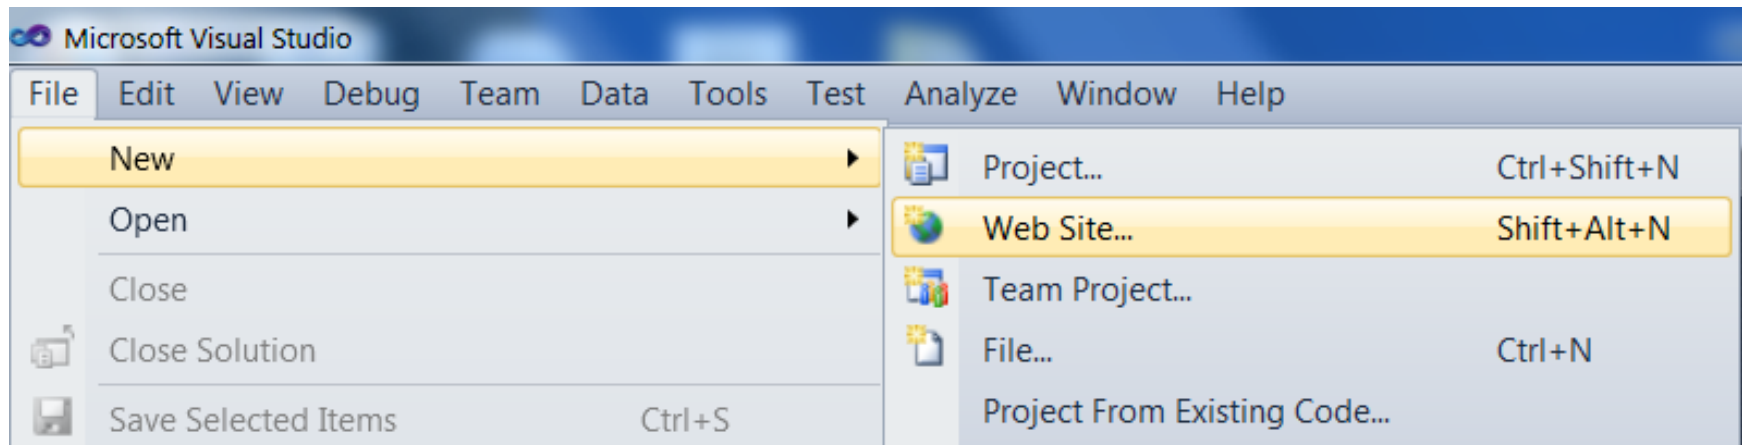 Microsoft Visual Studio
File Edit View Debug Team Data Tools Test Analyze Window Help
New
Open
Close
Close Solution
Save Selected Items Ctrl+S
Project... Ctrl+Shift+N
Web Site... Shift+Alt+N
Team Project...
File... Ctrl+N
Project From Existing Code...